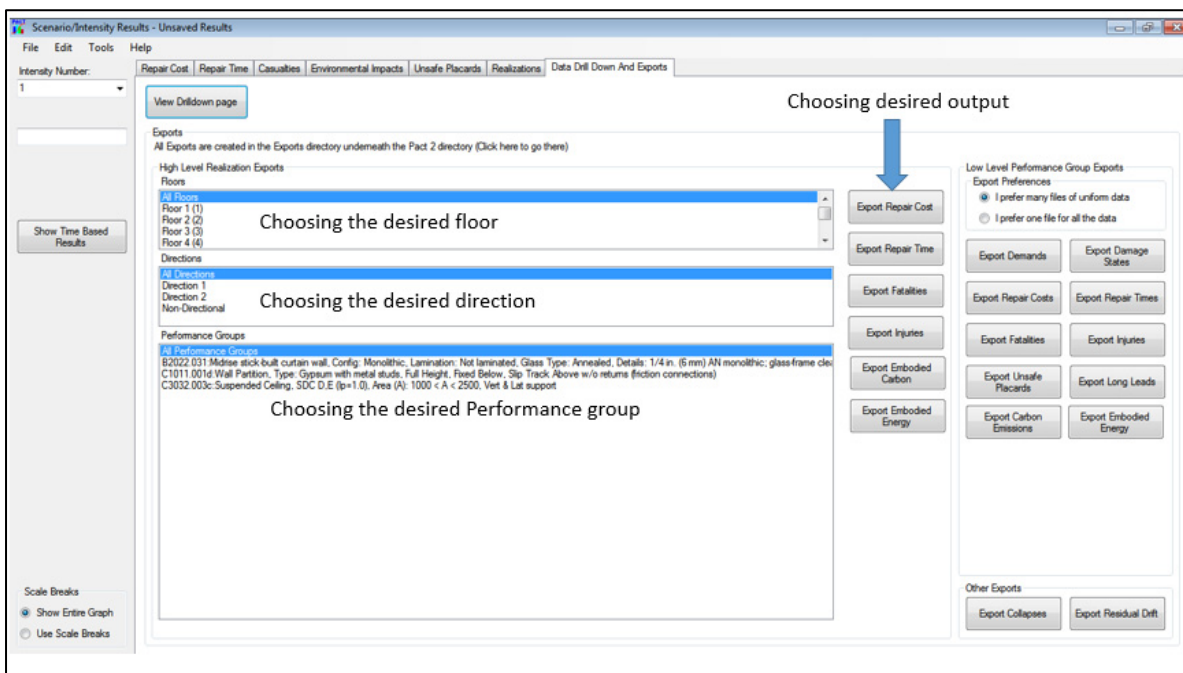 PACT
Scenario/Intensity Results - Unsaved Results
File Edit Tools Help
Intensity Number:
1
Show Time Based
Results
Scale Breaks
Show Entire Graph
Use Scale Breaks
Repair Cost Repair Time Casualties Environmental Impacts Unsafe Placards Realizations Data Drill Down And Exports
View Drilldown page
Choosing desired output
Exports
All Exports are created in the Exports directory underneath the Pact 2 directory (Click here to go there)
High Level Realization Exports
Floors
All Floors
Floor 1 (1)
Floor 2 (2)
Floor 3 (3)
Floor 4 (4)
Choosing the desired floor
Directions
All Directions
Direction 1
Direction 2
Non-Directional
Choosing the desired direction
Performance Groups
All Performance Groups
B2022.031:Midrise stick-built curtain wall, Config: Monolithic, Lamination: Not laminated, Glass Type: Annealed, Details: 1/4 in. (6 mm) AN monolithic; glass-frame clea
C1011.001d:Wall Partition, Type: Gypsum with metal studs, Full Height, Fixed Below, Slip Track Above w/o returns (friction connections)
C3032.003c:Suspended Ceiling, SDC D,E (Ip=1.0), Area (A): 1000 < A < 2500, Vert & Lat support
Choosing the desired Performance group
Export Repair Cost
Export Repair Time
Export Fatalities
Export Injuries
Export Embodied
Carbon
Export Embodied
Energy
Low Level Performance Group Exports
Export Preferences
I prefer many files of uniform data
I prefer one file for all the data
Export Demands
Export Damage
States
Export Repair Costs
Export Repair Times
Export Fatalities
Export Injuries
Export Unsafe
Placards
Export Long Leads
Export Carbon
Emissions
Export Embodied
Energy
Other Exports
Export Collapses
Export Residual Drift